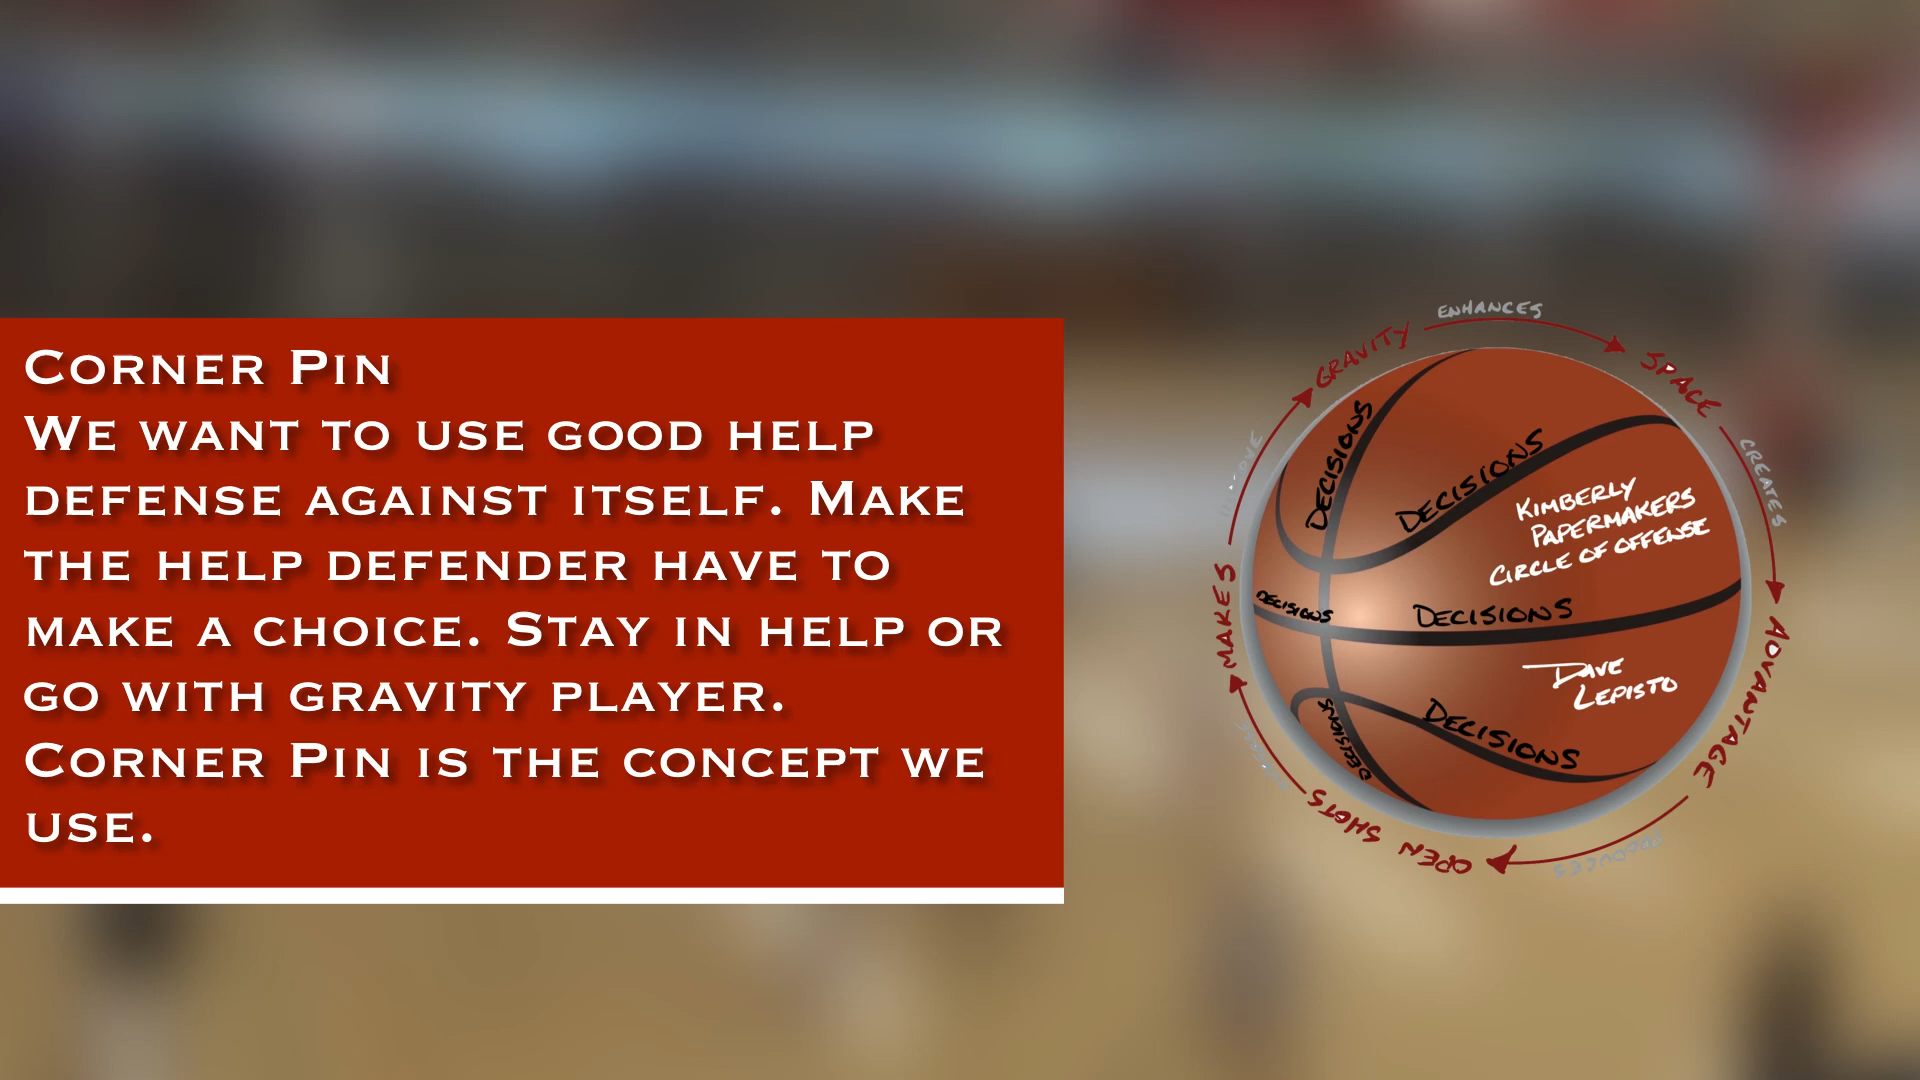 Corner Pin
We want to use good help
defense against itself. Make
the help defender have to
make a choice. Stay in help or
go with gravity player.
Corner Pin is the concept we
use.
ENHANCES
GRAVITY
SPACE
CREATES
ADVANTAGE
PRODUCES
OPEN SHOTS
MAKES
DECISIONS
DECISIONS
KIMBERLY
PAPERMAKERS
CIRCLE OF OFFENSE
DECISIONS
DECISIONS
DAVE
LEPISTO
DECISIONS
DECISIONS